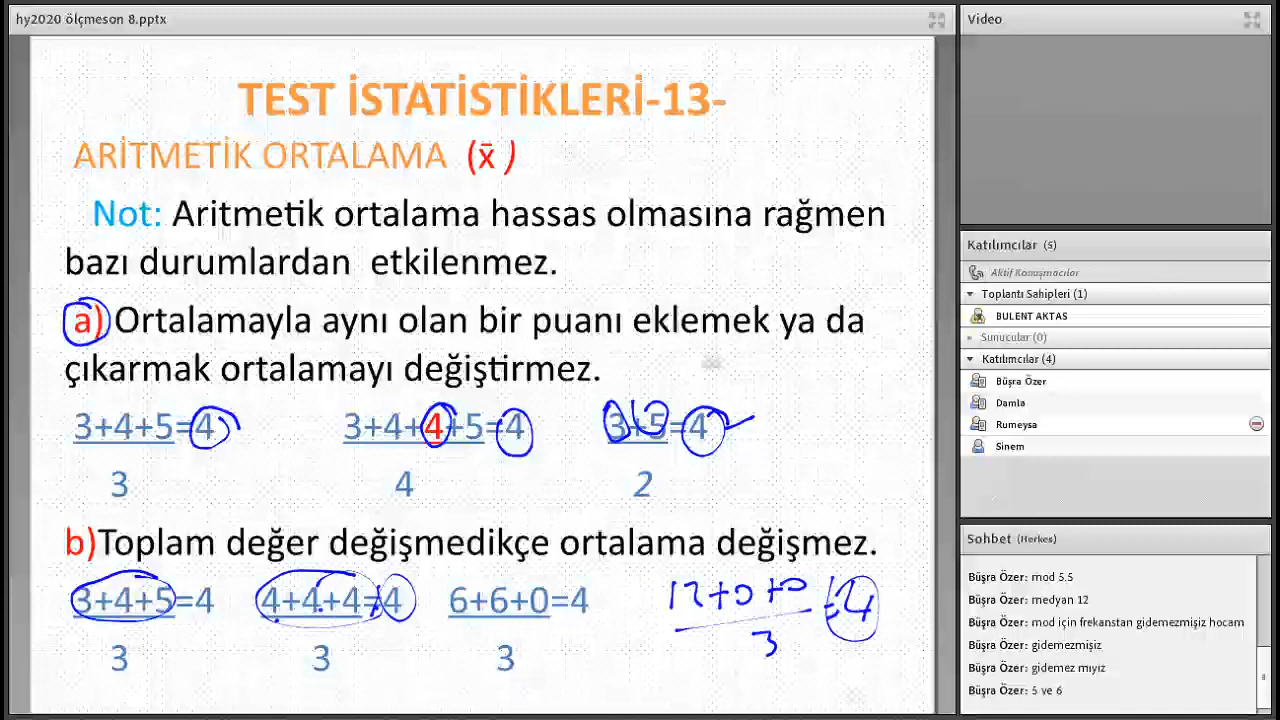 hy2020 ölçmeson 8.pptx
TEST İSTATİSTİKLERİ-13-
ARİTMETİK ORTALAMA (x̄ )
Not: Aritmetik ortalama hassas olmasına rağmen
bazı durumlardan etkilenmez.
a) Ortalamayla aynı olan bir puanı eklemek ya da
çıkarmak ortalamayı değiştirmez.
3+4+5=4 3+4+4+5=4 3+5=4
3 4 2
b)Toplam değer değişmedikçe ortalama değişmez.
3+4+5=4 4+4+4=4 6+6+0=4 12+0+0=4
3 3 3 3
Video
Katılımcılar (5)
Aktif Konuşmacılar
Toplantı Sahipleri (1)
BULENT AKTAS
Sunucular (0)
Katılımcılar (4)
Büşra Özer
Damla
Rumeysa
Sinem
Sohbet (Herkes)
Büşra Özer: mod 5.5
Büşra Özer: medyan 12
Büşra Özer: mod için frekanstan gidemezmişiz hocam
Büşra Özer: gidemezmişiz
Büşra Özer: gidemez mıyız
Büşra Özer: 5 ve 6